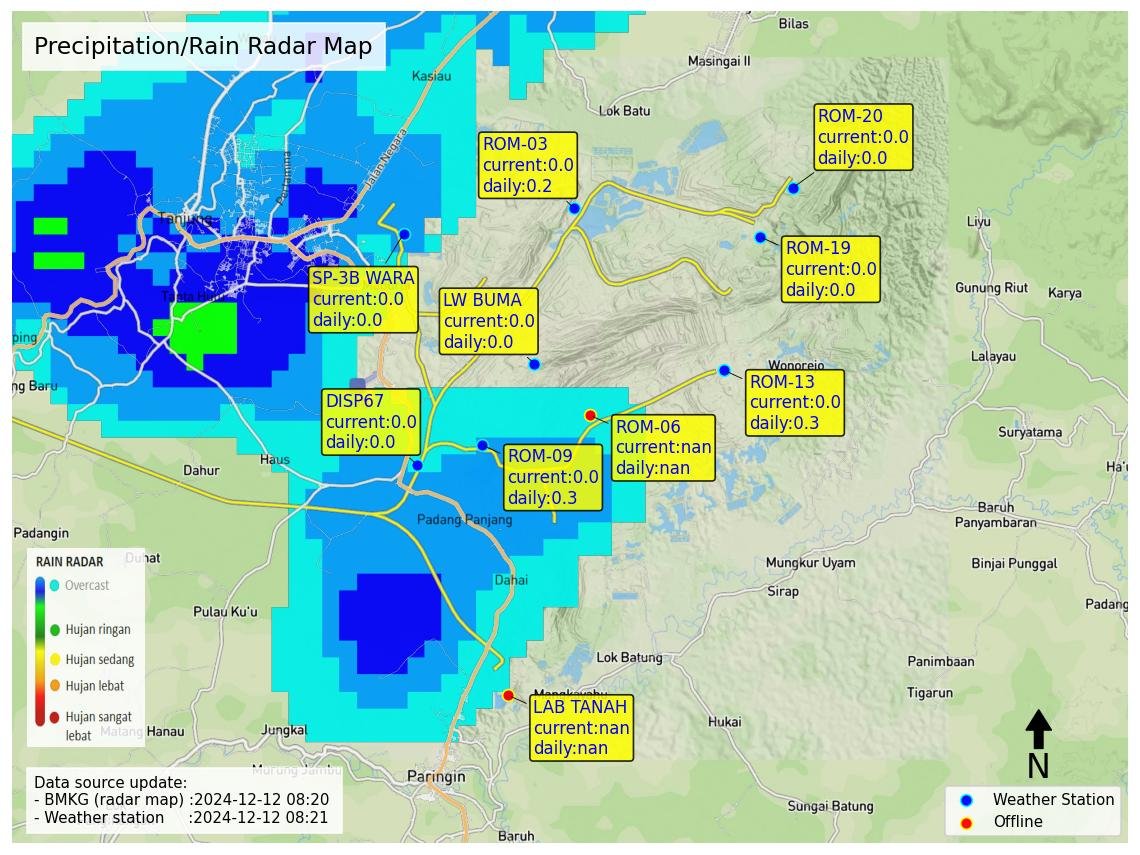 Precipitation/Rain Radar Map
Bilas
Masingai II
Kasiau
Lok Batu
ROM-20
current:0.0
daily:0.0
ROM-03
current:0.0
daily:0.2
Jalan Negara
Pertamina
Tanjung
Liyu
ROM-19
current:0.0
daily:0.0
SP-3B WARA
current:0.0
daily:0.0
LW BUMA
current:0.0
daily:0.0
Gunung Riut
Karya
ping
Lalayau
Wonorejo
ng Baru
ROM-13
current:0.0
daily:0.3
DISP67
current:0.0
daily:0.0
ROM-06
current:nan
daily:nan
Suryatama
Haus
Dahur
ROM-09
current:0.0
daily:0.3
Ha'u
Baruh
Panyambaran
Padang Panjang
Padangin
Duhat
RAIN RADAR
Overcast
Hujan ringan
Hujan sedang
Hujan lebat
Hujan sangat
lebat
Mungkur Uyam
Binjai Punggal
Dahai
Sirap
Padang
Pulau Ku'u
Lok Batung
Panimbaan
Tigarun
LAB TANAH
current:nan
daily:nan
Matang Hanau
Jungkal
Hukai
Murung Jambu
Paringin
N
Data source update:
- BMKG (radar map) :2024-12-12 08:20
- Weather station :2024-12-12 08:21
Weather Station
Offline
Sungai Batung
Baruh